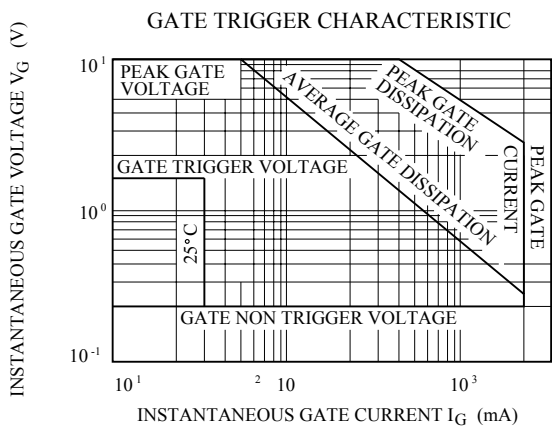 GATE TRIGGER CHARACTERISTIC
INSTANTANEOUS GATE VOLTAGE VG (V)
10 1
PEAK GATE
VOLTAGE
AVERAGE GATE DISSIPATION
PEAK GATE
DISSIPATION
PEAK GATE
CURRENT
GATE TRIGGER VOLTAGE
10 0
25°C
GATE NON TRIGGER VOLTAGE
10 -1
10 1
2 10
10 3
INSTANTANEOUS GATE CURRENT IG (mA)